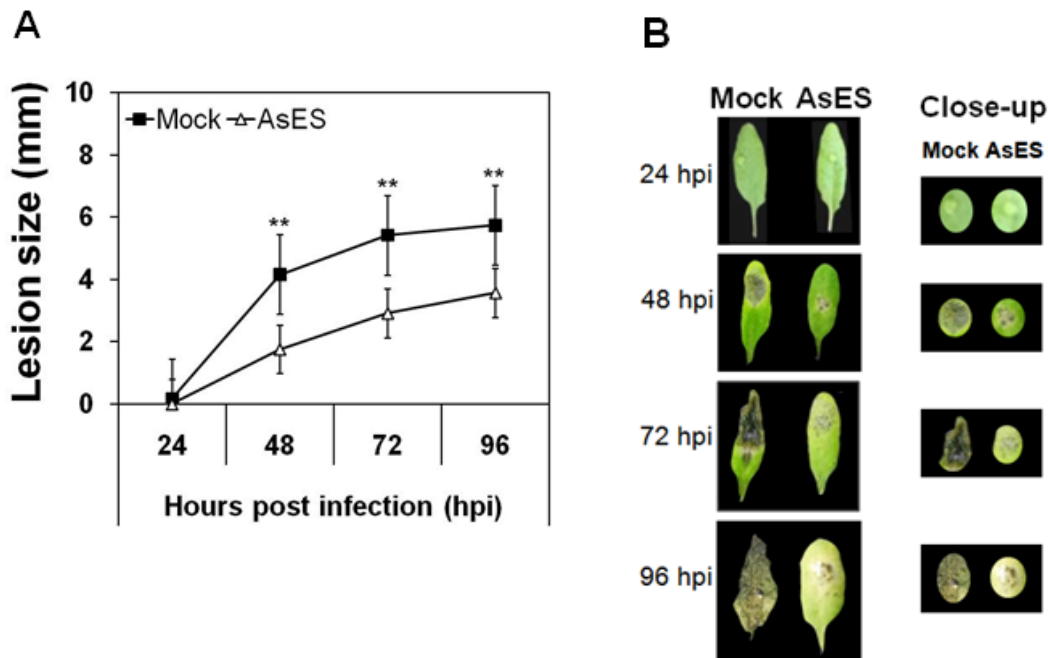 A
Lesion size (mm)
10
8
6
4
2
0
Mock AsES
**
**
**
24 48 72 96
Hours post infection (hpi)
B
Mock AsES
Close-up
Mock AsES
24 hpi
48 hpi
72 hpi
96 hpi